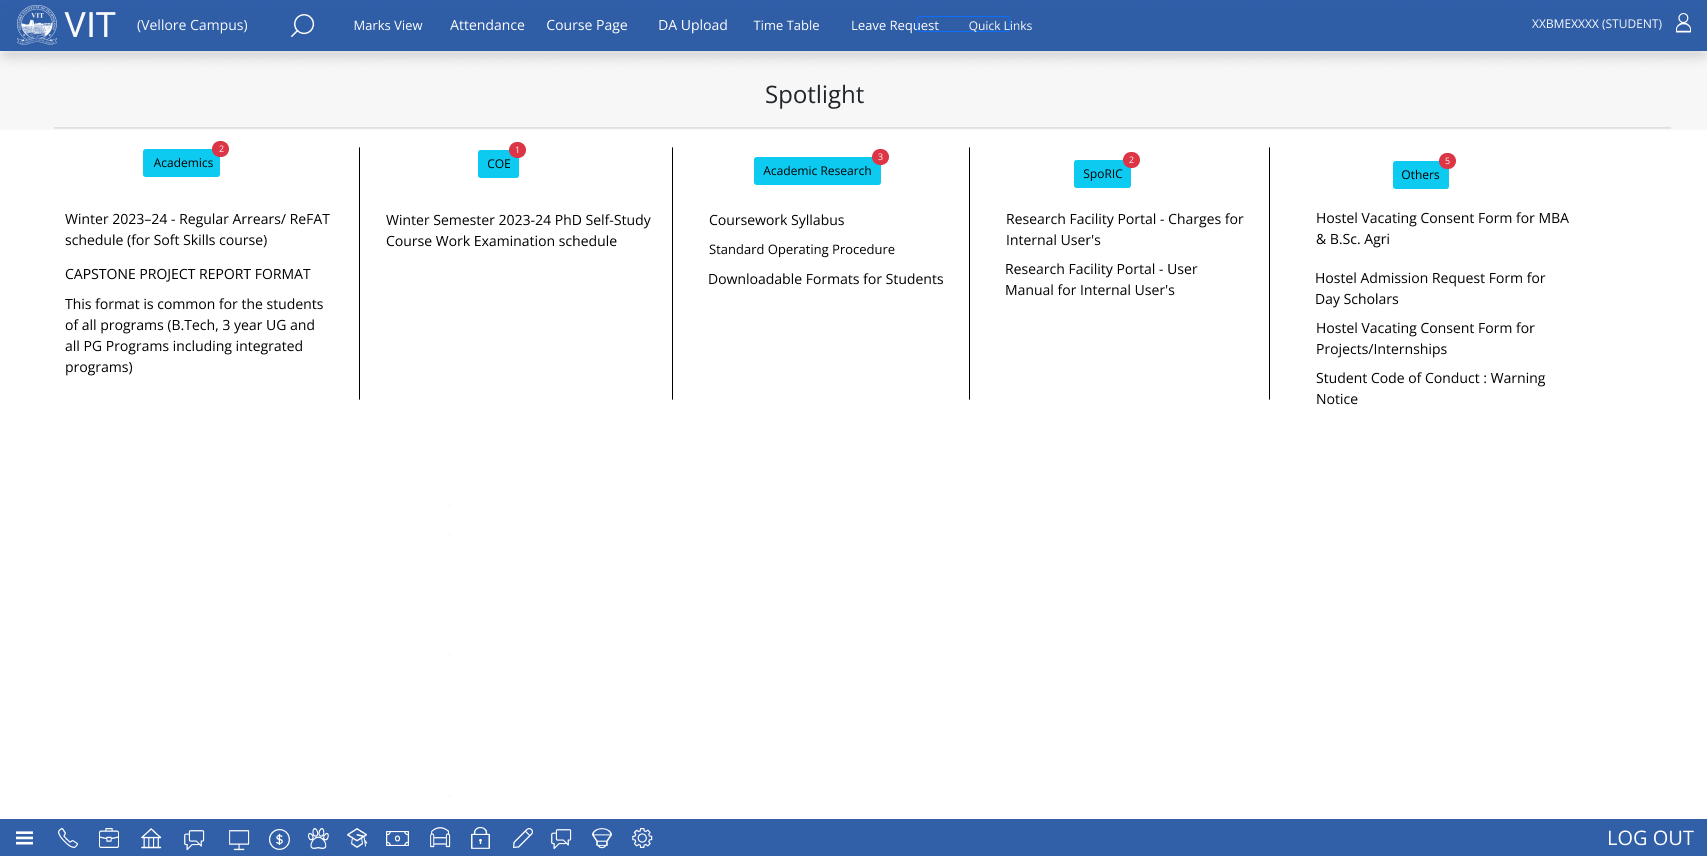 VIT
VIT (Vellore Campus) Marks View Attendance Course Page DA Upload Time Table Leave Request Quick Links XXBMEXXXX (STUDENT)
Spotlight
Academics 2
Winter 2023–24 - Regular Arrears/ ReFAT
schedule (for Soft Skills course)
CAPSTONE PROJECT REPORT FORMAT
This format is common for the students
of all programs (B.Tech, 3 year UG and
all PG Programs including integrated
programs)
COE 1
Winter Semester 2023-24 PhD Self-Study
Course Work Examination schedule
Academic Research 3
Coursework Syllabus
Standard Operating Procedure
Downloadable Formats for Students
SpoRIC 2
Research Facility Portal - Charges for
Internal User's
Research Facility Portal - User
Manual for Internal User's
Others 5
Hostel Vacating Consent Form for MBA
& B.Sc. Agri
Hostel Admission Request Form for
Day Scholars
Hostel Vacating Consent Form for
Projects/Internships
Student Code of Conduct : Warning
Notice
LOG OUT